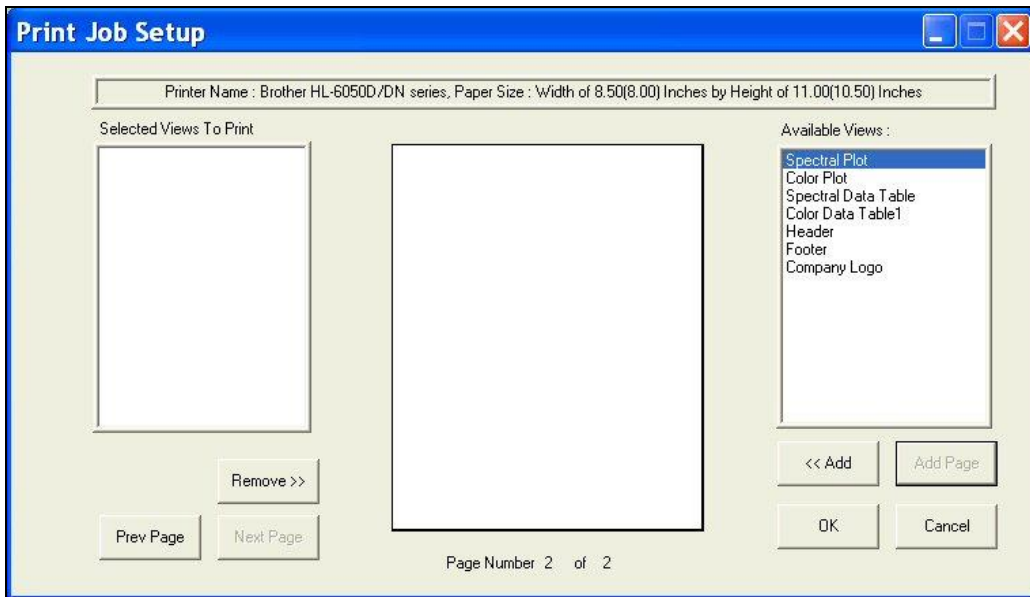 Print Job Setup
Printer Name : Brother HL-6050D/DN series, Paper Size : Width of 8.50(8.00) Inches by Height of 11.00(10.50) Inches
Selected Views To Print
Available Views :
Spectral Plot
Color Plot
Spectral Data Table
Color Data Table1
Header
Footer
Company Logo
<< Add
Add Page
Remove >>
Prev Page
Next Page
OK
Cancel
Page Number 2 of 2